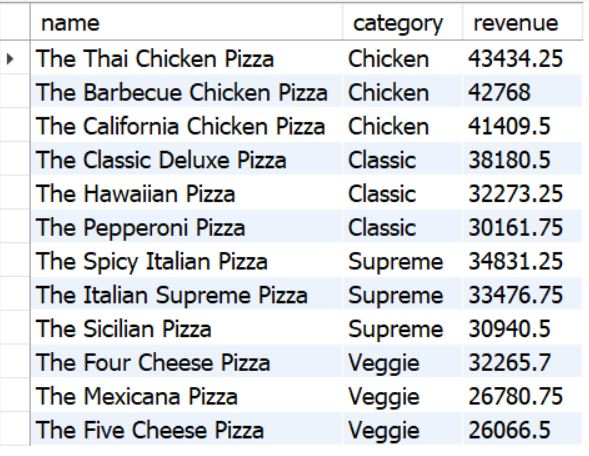 name category revenue
The Thai Chicken Pizza Chicken 43434.25
The Barbecue Chicken Pizza Chicken 42768
The California Chicken Pizza Chicken 41409.5
The Classic Deluxe Pizza Classic 38180.5
The Hawaiian Pizza Classic 32273.25
The Pepperoni Pizza Classic 30161.75
The Spicy Italian Pizza Supreme 34831.25
The Italian Supreme Pizza Supreme 33476.75
The Sicilian Pizza Supreme 30940.5
The Four Cheese Pizza Veggie 32265.7
The Mexicana Pizza Veggie 26780.75
The Five Cheese Pizza Veggie 26066.5